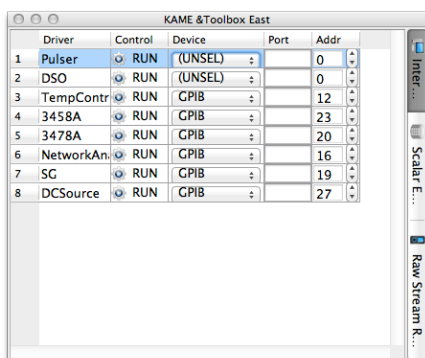 KAME &Toolbox East
Driver Control Device Port Addr
1 Pulser RUN (UNSEL) 0
2 DSO RUN (UNSEL) 0
3 TempContr RUN GPIB 12
4 3458A RUN GPIB 23
5 3478A RUN GPIB 20
6 NetworkAn RUN GPIB 16
7 SG RUN GPIB 19
8 DCSource RUN GPIB 27
Inter...
Scalar E...
Raw Stream R...